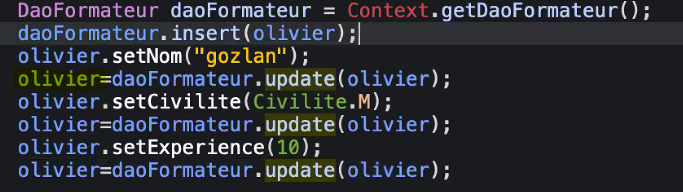 DaoFormateur daoFormateur = Context.getDaoFormateur();
daoFormateur.insert(olivier);
olivier.setNom("gozlan");
olivier=daoFormateur.update(olivier);
olivier.setCivilite(Civilite.M);
olivier=daoFormateur.update(olivier);
olivier.setExperience(10);
olivier=daoFormateur.update(olivier);